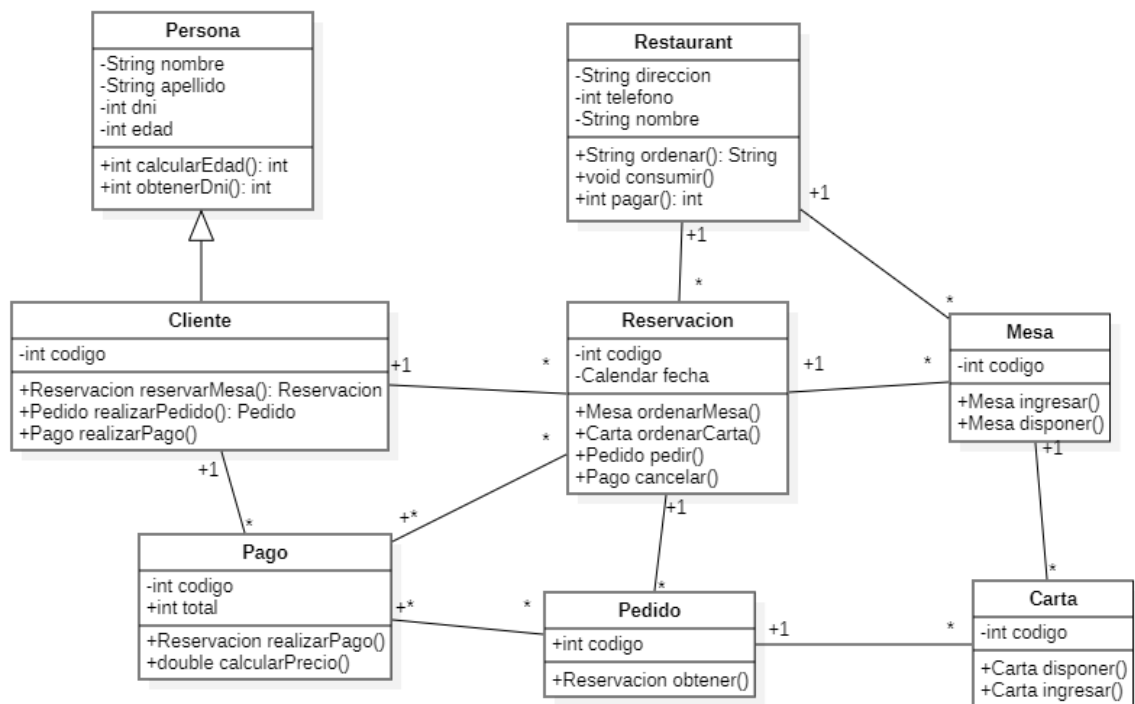 Persona
-String nombre
-String apellido
-int dni
-int edad
+int calcularEdad(): int
+int obtenerDni(): int
Restaurant
-String direccion
-int telefono
-String nombre
+String ordenar(): String
+void consumir()
+int pagar(): int
+1
+1
*
*
Cliente
-int codigo
+Reservacion reservarMesa(): Reservacion
+Pedido realizarPedido(): Pedido
+Pago realizarPago()
+1
*
Reservacion
-int codigo
-Calendar fecha
+Mesa ordenarMesa()
+Carta ordenarCarta()
+Pedido pedir()
+Pago cancelar()
+1
*
Mesa
-int codigo
+Mesa ingresar()
+Mesa disponer()
+1
*
*
+*
+1
*
+1
*
Pago
-int codigo
+int total
+Reservacion realizarPago()
+double calcularPrecio()
+*
*
Pedido
+int codigo
+Reservacion obtener()
+1
*
Carta
-int codigo
+Carta disponer()
+Carta ingresar()